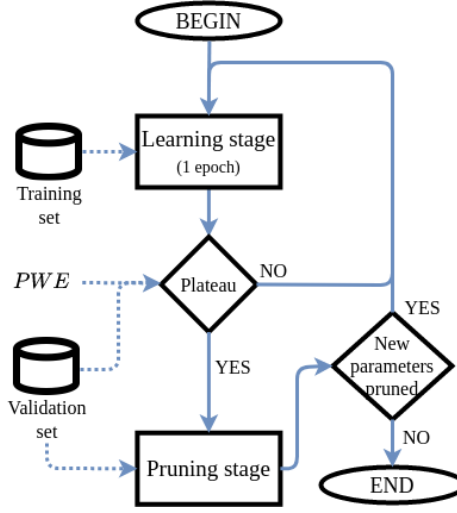 BEGIN
Learning stage
(1 epoch)
Training
set
PWE
Plateau
NO
YES
YES
New
parameters
pruned
Validation
set
NO
Pruning stage
END